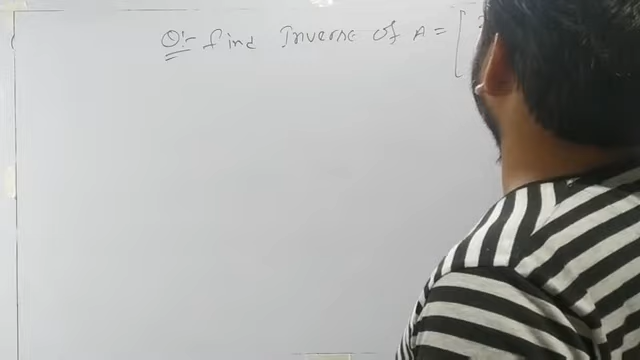 Q:- find Inverse of A = [